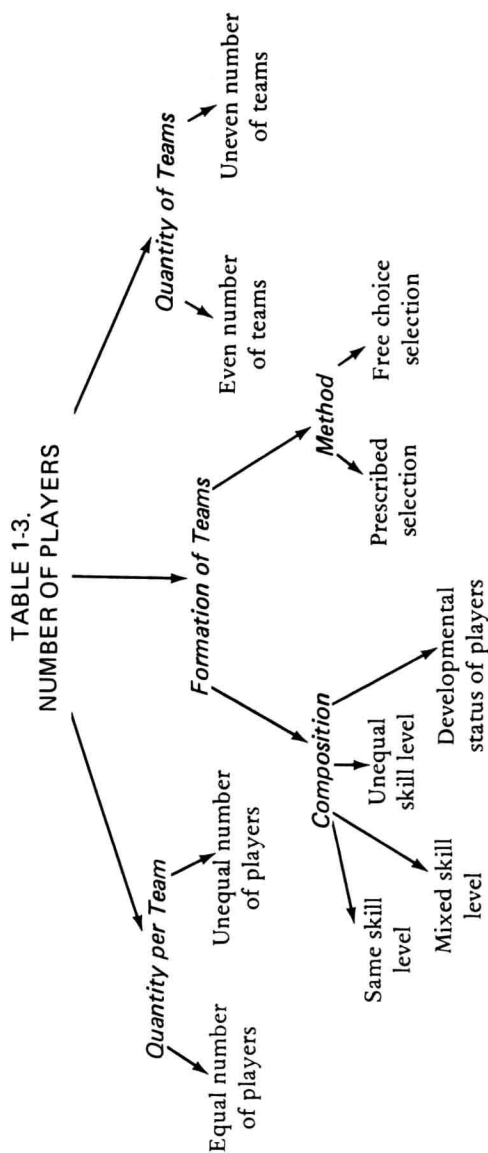 TABLE 1-3.
NUMBER OF PLAYERS
Quantity per Team
Equal number
of players
Unequal number
of players
Formation of Teams
Composition
Same skill
level
Mixed skill
level
Unequal
skill level
Developmental
status of players
Method
Prescribed
selection
Free choice
selection
Quantity of Teams
Even number
of teams
Uneven number
of teams